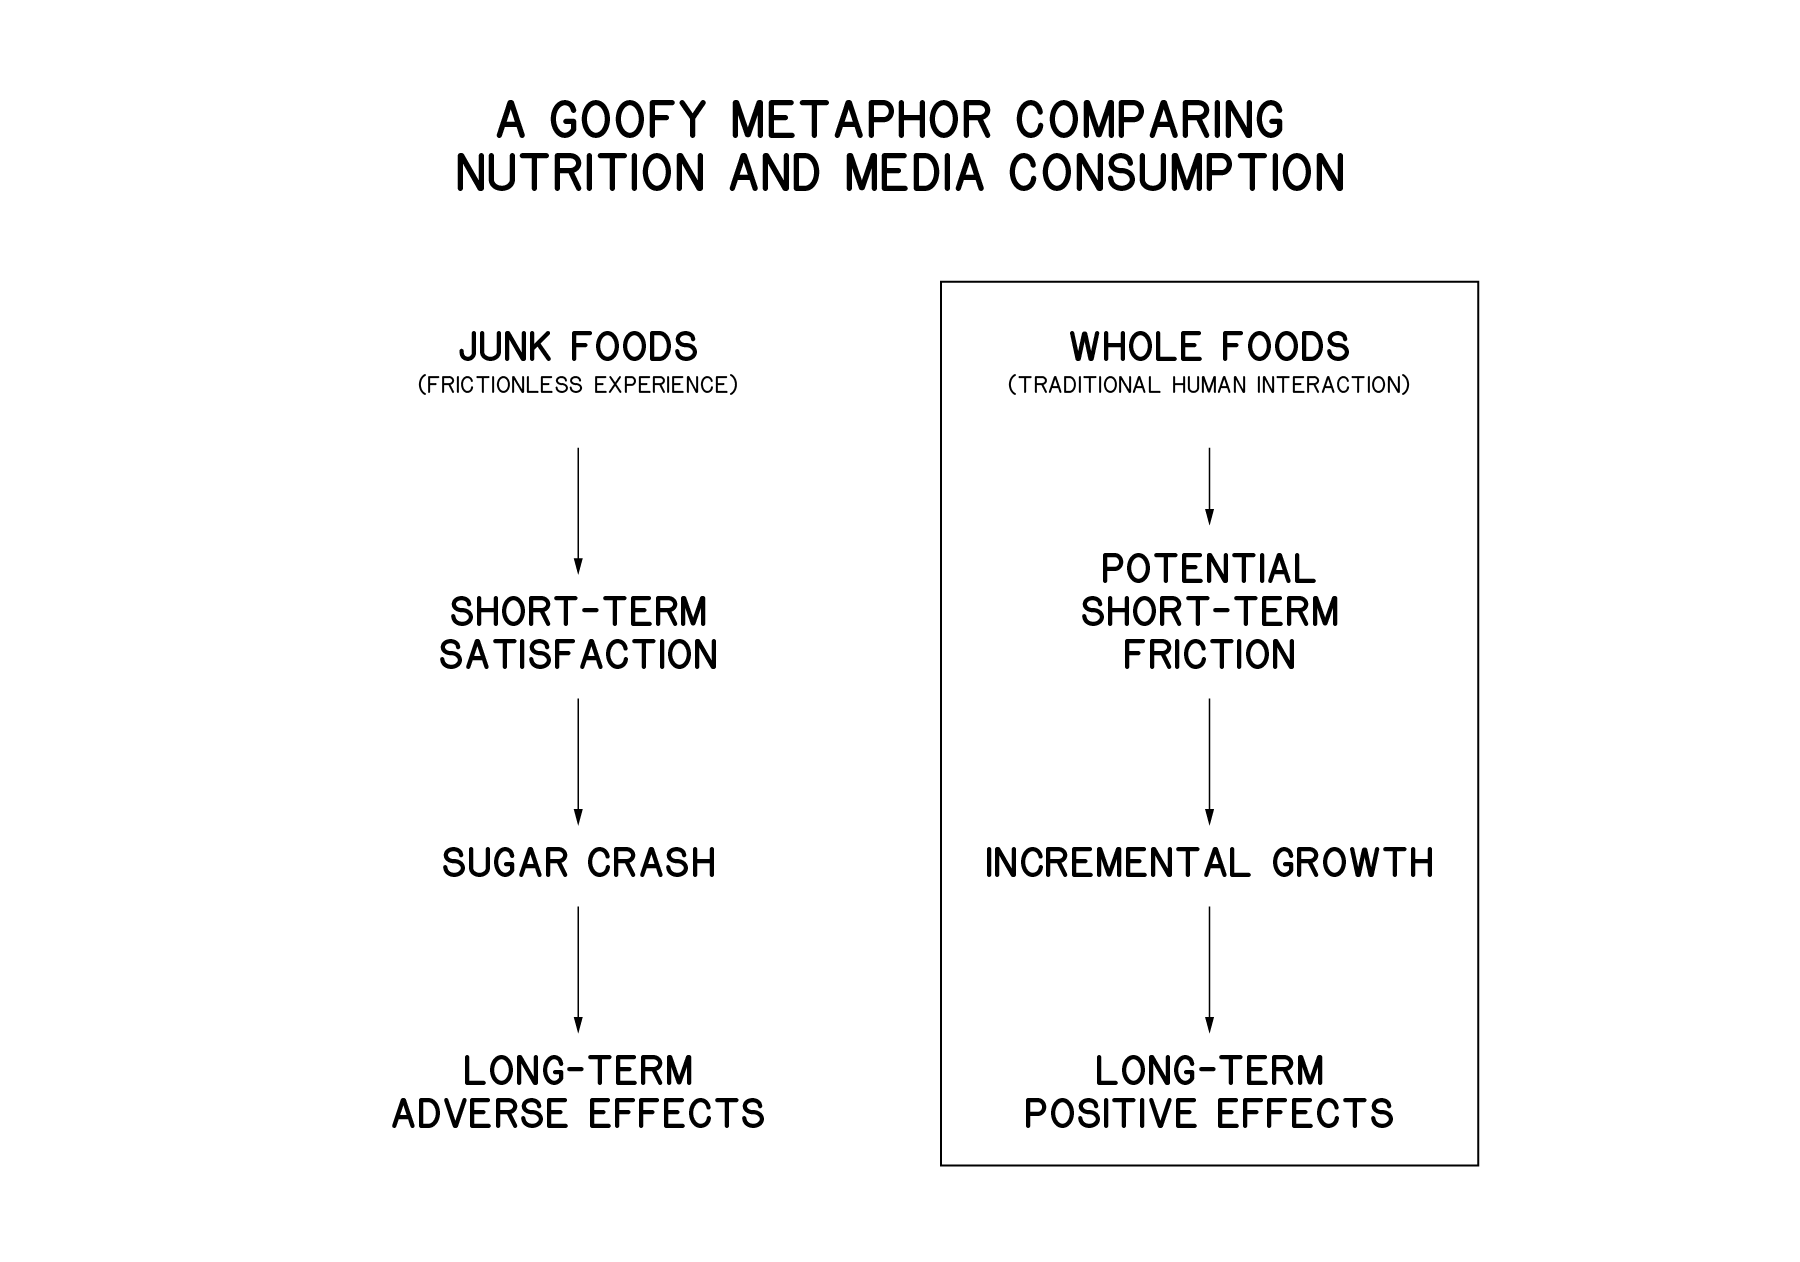 A GOOFY METAPHOR COMPARING
NUTRITION AND MEDIA CONSUMPTION
JUNK FOODS
(FRICTIONLESS EXPERIENCE)
SHORT-TERM
SATISFACTION
SUGAR CRASH
LONG-TERM
ADVERSE EFFECTS
WHOLE FOODS
(TRADITIONAL HUMAN INTERACTION)
POTENTIAL
SHORT-TERM
FRICTION
INCREMENTAL GROWTH
LONG-TERM
POSITIVE EFFECTS